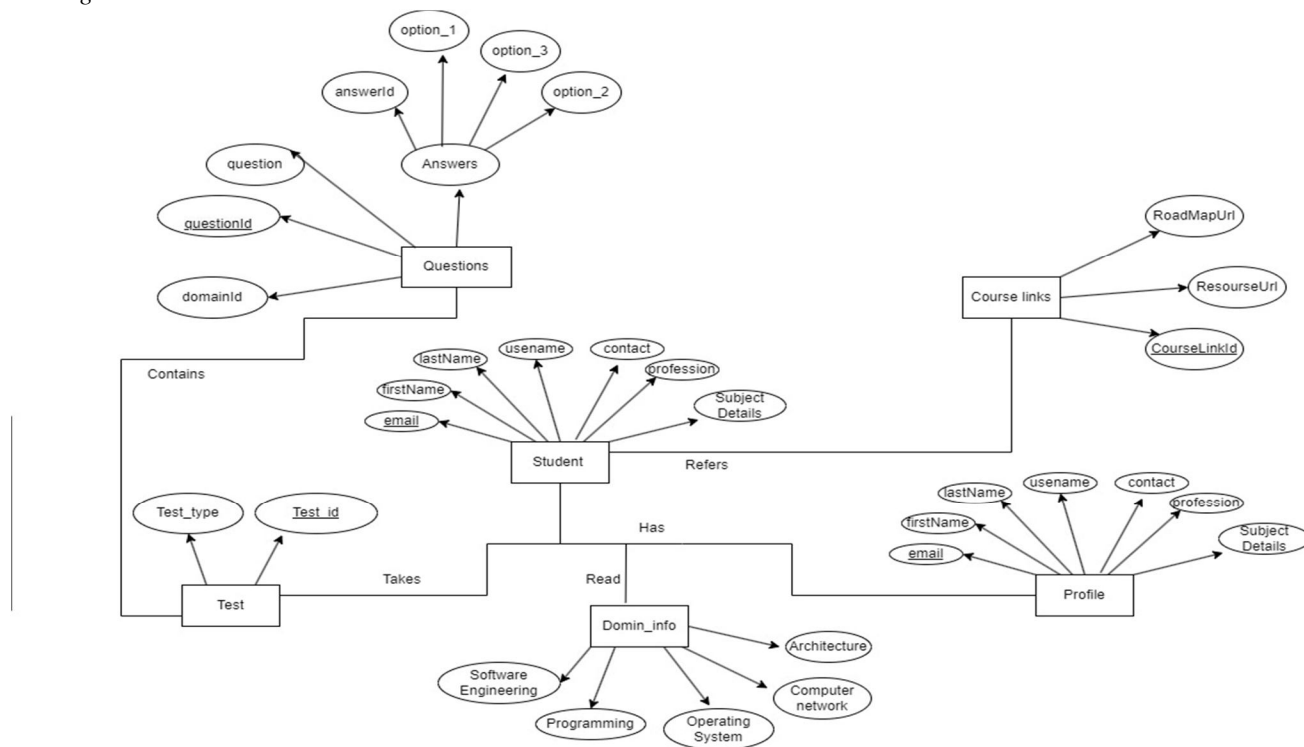 option_1
option_3
answerId
option_2
question
Answers
questionId
RoadMapUrl
Questions
domainId
ResourseUrl
Course links
CourseLinkId
Contains
usename
contact
lastName
profession
firstName
Subject
Details
email
Student
Refers
Test_type
Test_id
Has
usename
contact
lastName
profession
firstName
Subject
Details
email
Takes
Read
Test
Profile
Domin_info
Architecture
Software
Engineering
Computer
network
Programming
Operating
System